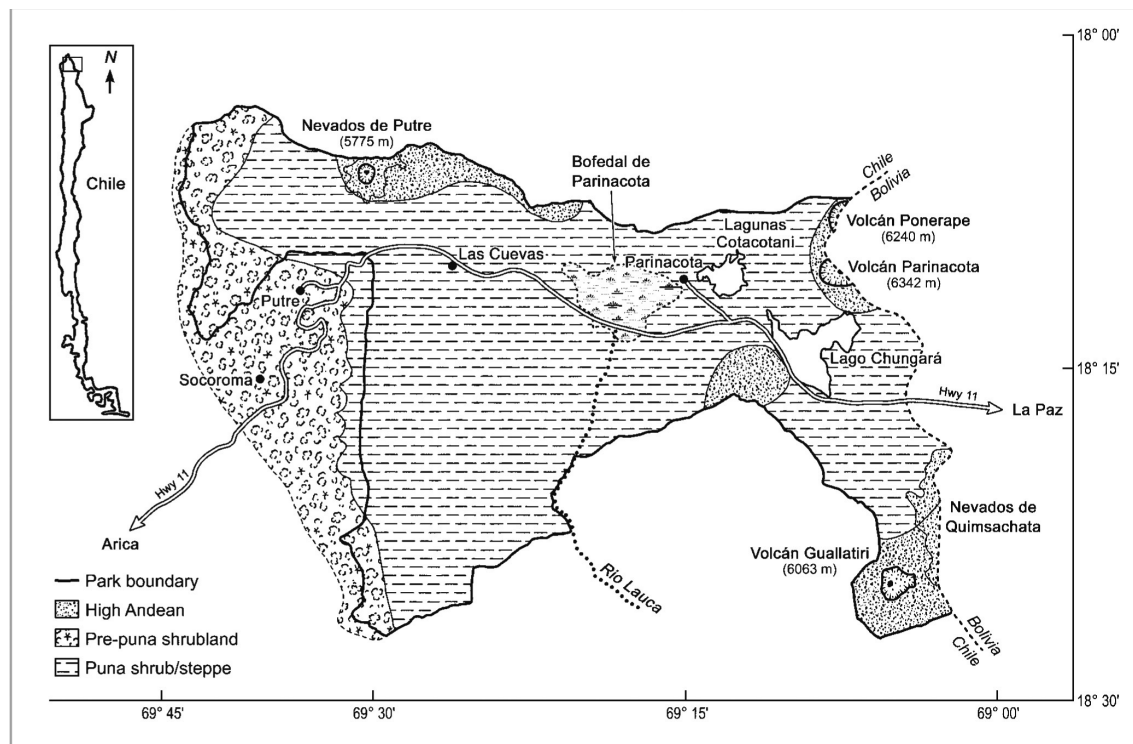 N
Chile
18° 00'
Nevados de Putre
(5775 m)
Bofedal de
Parinacota
Chile
Bolivia
Lagunas
Cotacotani
Volcán Ponerape
(6240 m)
Las Cuevas
Parinacota
Volcán Parinacota
(6342 m)
Putre
Lago Chungará
18° 15'
Socoroma
Hwy 11
La Paz
Hwy 11
Arica
Nevados de
Quimsachata
Volcán Guallatiri
(6063 m)
Rio Lauca
Park boundary
High Andean
Pre-puna shrubland
Puna shrub/steppe
Bolivia
Chile
18° 30'
69° 45'
69° 30'
69° 15'
69° 00'